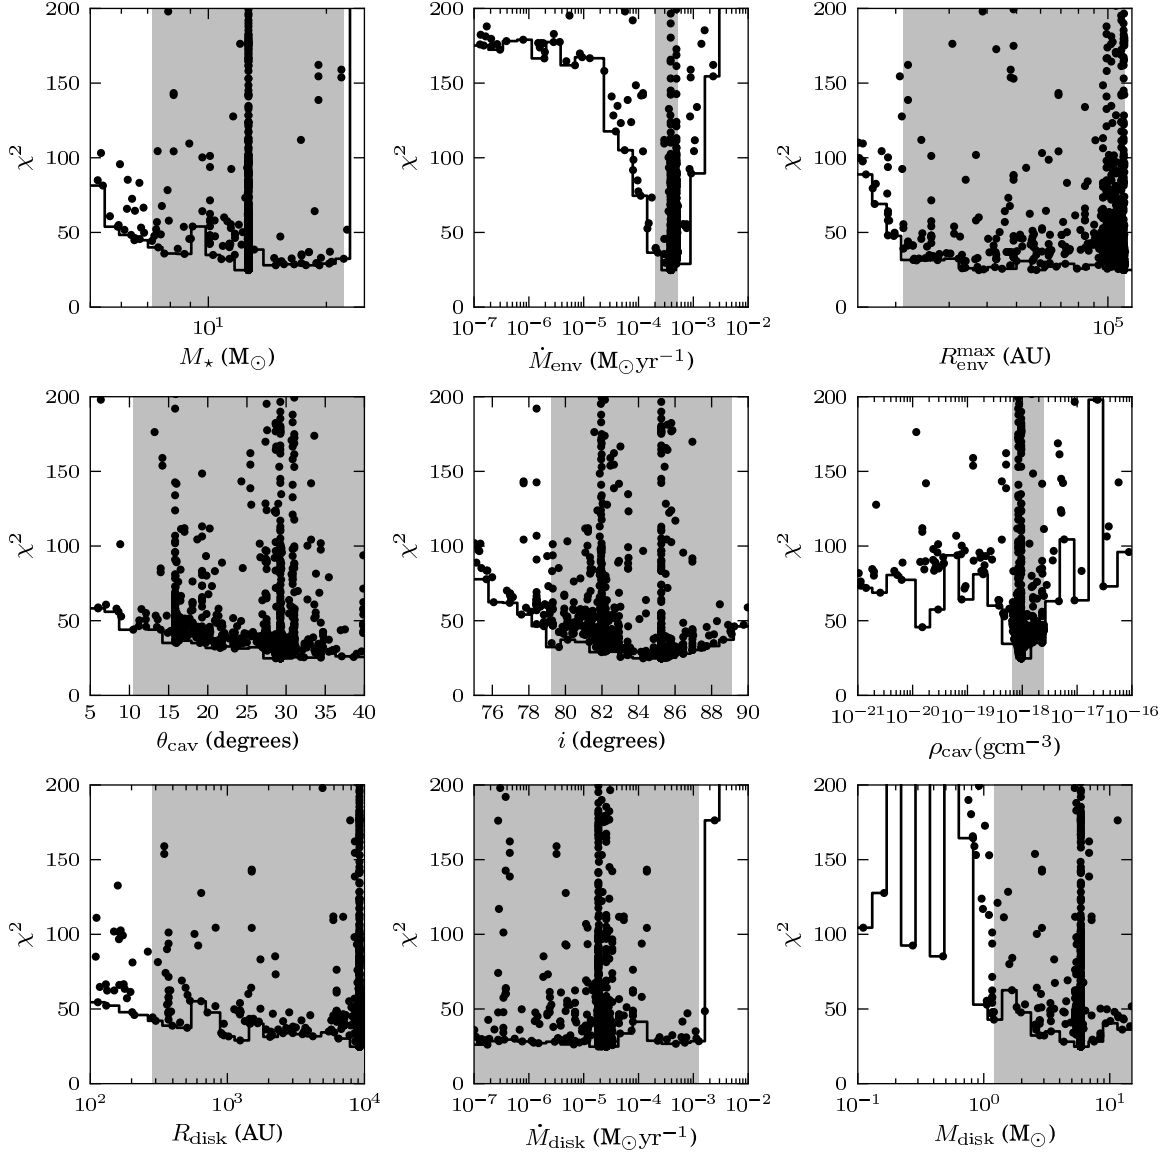 200
150
100
50
0
χ²
10¹
M⋆ (M⊙)
200
150
100
50
0
χ²
10⁻⁷ 10⁻⁶ 10⁻⁵ 10⁻⁴ 10⁻³ 10⁻²
Ṁenv (M⊙yr⁻¹)
200
150
100
50
0
χ²
10⁵
Rᵐᵃˣenv (AU)
200
150
100
50
0
χ²
5 10 15 20 25 30 35 40
θcav (degrees)
200
150
100
50
0
χ²
76 78 80 82 84 86 88 90
i (degrees)
200
150
100
50
0
χ²
10⁻²¹ 10⁻²⁰ 10⁻¹⁹ 10⁻¹⁸ 10⁻¹⁷ 10⁻¹⁶
ρcav(gcm⁻³)
200
150
100
50
0
χ²
10² 10³ 10⁴
Rdisk (AU)
200
150
100
50
0
χ²
10⁻⁷ 10⁻⁶ 10⁻⁵ 10⁻⁴ 10⁻³ 10⁻²
Ṁdisk (M⊙yr⁻¹)
200
150
100
50
0
χ²
10⁻¹ 10⁰ 10¹
Mdisk (M⊙)